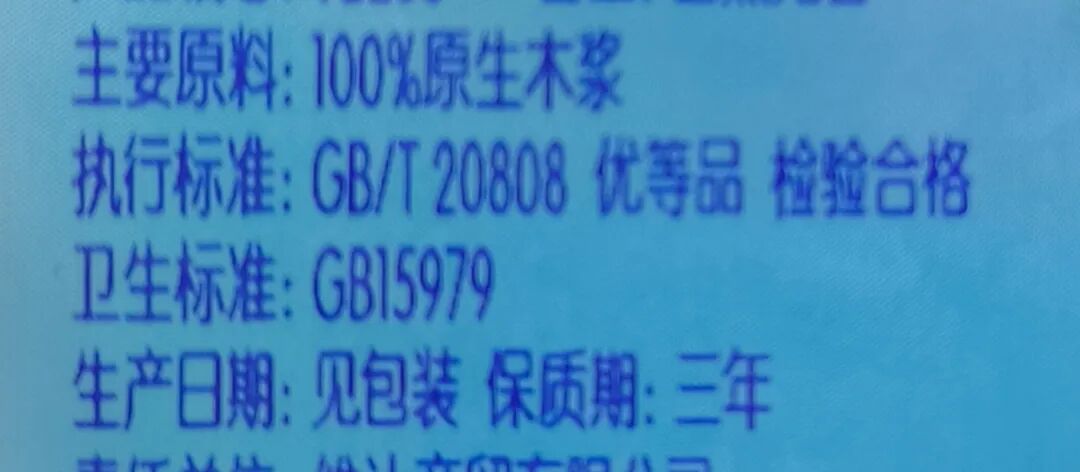 主要原料: 100%原生木浆
执行标准: GB/T 20808 优等品 检验合格
卫生标准: GB15979
生产日期: 见包装 保质期: 三年